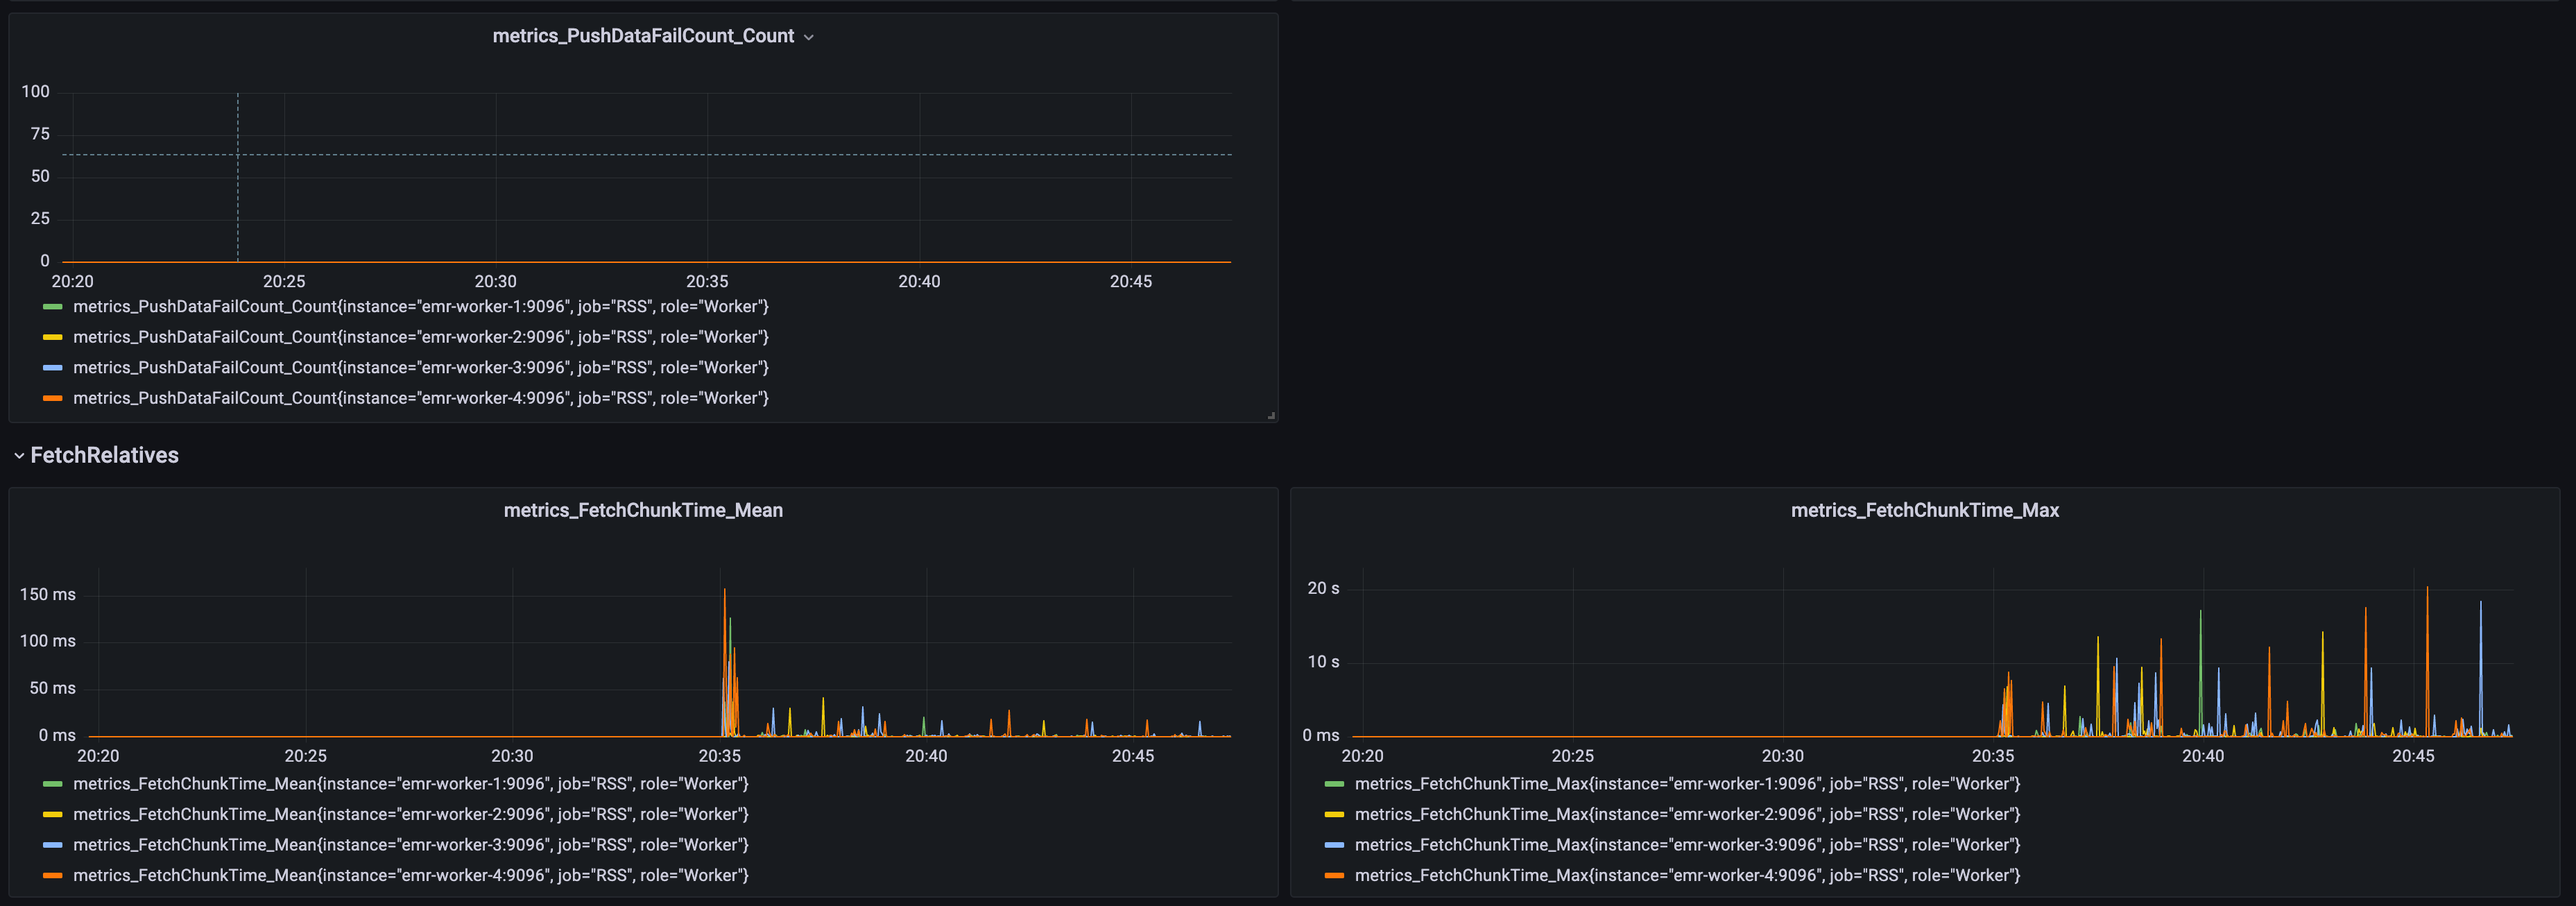 metrics_PushDataFailCount_Count
100
75
50
25
0
20:20 20:25 20:30 20:35 20:40 20:45
metrics_PushDataFailCount_Count{instance="emr-worker-1:9096", job="RSS", role="Worker"}
metrics_PushDataFailCount_Count{instance="emr-worker-2:9096", job="RSS", role="Worker"}
metrics_PushDataFailCount_Count{instance="emr-worker-3:9096", job="RSS", role="Worker"}
metrics_PushDataFailCount_Count{instance="emr-worker-4:9096", job="RSS", role="Worker"}
FetchRelatives
metrics_FetchChunkTime_Mean
150 ms
100 ms
50 ms
0 ms
20:20 20:25 20:30 20:35 20:40 20:45
metrics_FetchChunkTime_Mean{instance="emr-worker-1:9096", job="RSS", role="Worker"}
metrics_FetchChunkTime_Mean{instance="emr-worker-2:9096", job="RSS", role="Worker"}
metrics_FetchChunkTime_Mean{instance="emr-worker-3:9096", job="RSS", role="Worker"}
metrics_FetchChunkTime_Mean{instance="emr-worker-4:9096", job="RSS", role="Worker"}
metrics_FetchChunkTime_Max
20 s
10 s
0 ms
20:20 20:25 20:30 20:35 20:40 20:45
metrics_FetchChunkTime_Max{instance="emr-worker-1:9096", job="RSS", role="Worker"}
metrics_FetchChunkTime_Max{instance="emr-worker-2:9096", job="RSS", role="Worker"}
metrics_FetchChunkTime_Max{instance="emr-worker-3:9096", job="RSS", role="Worker"}
metrics_FetchChunkTime_Max{instance="emr-worker-4:9096", job="RSS", role="Worker"}